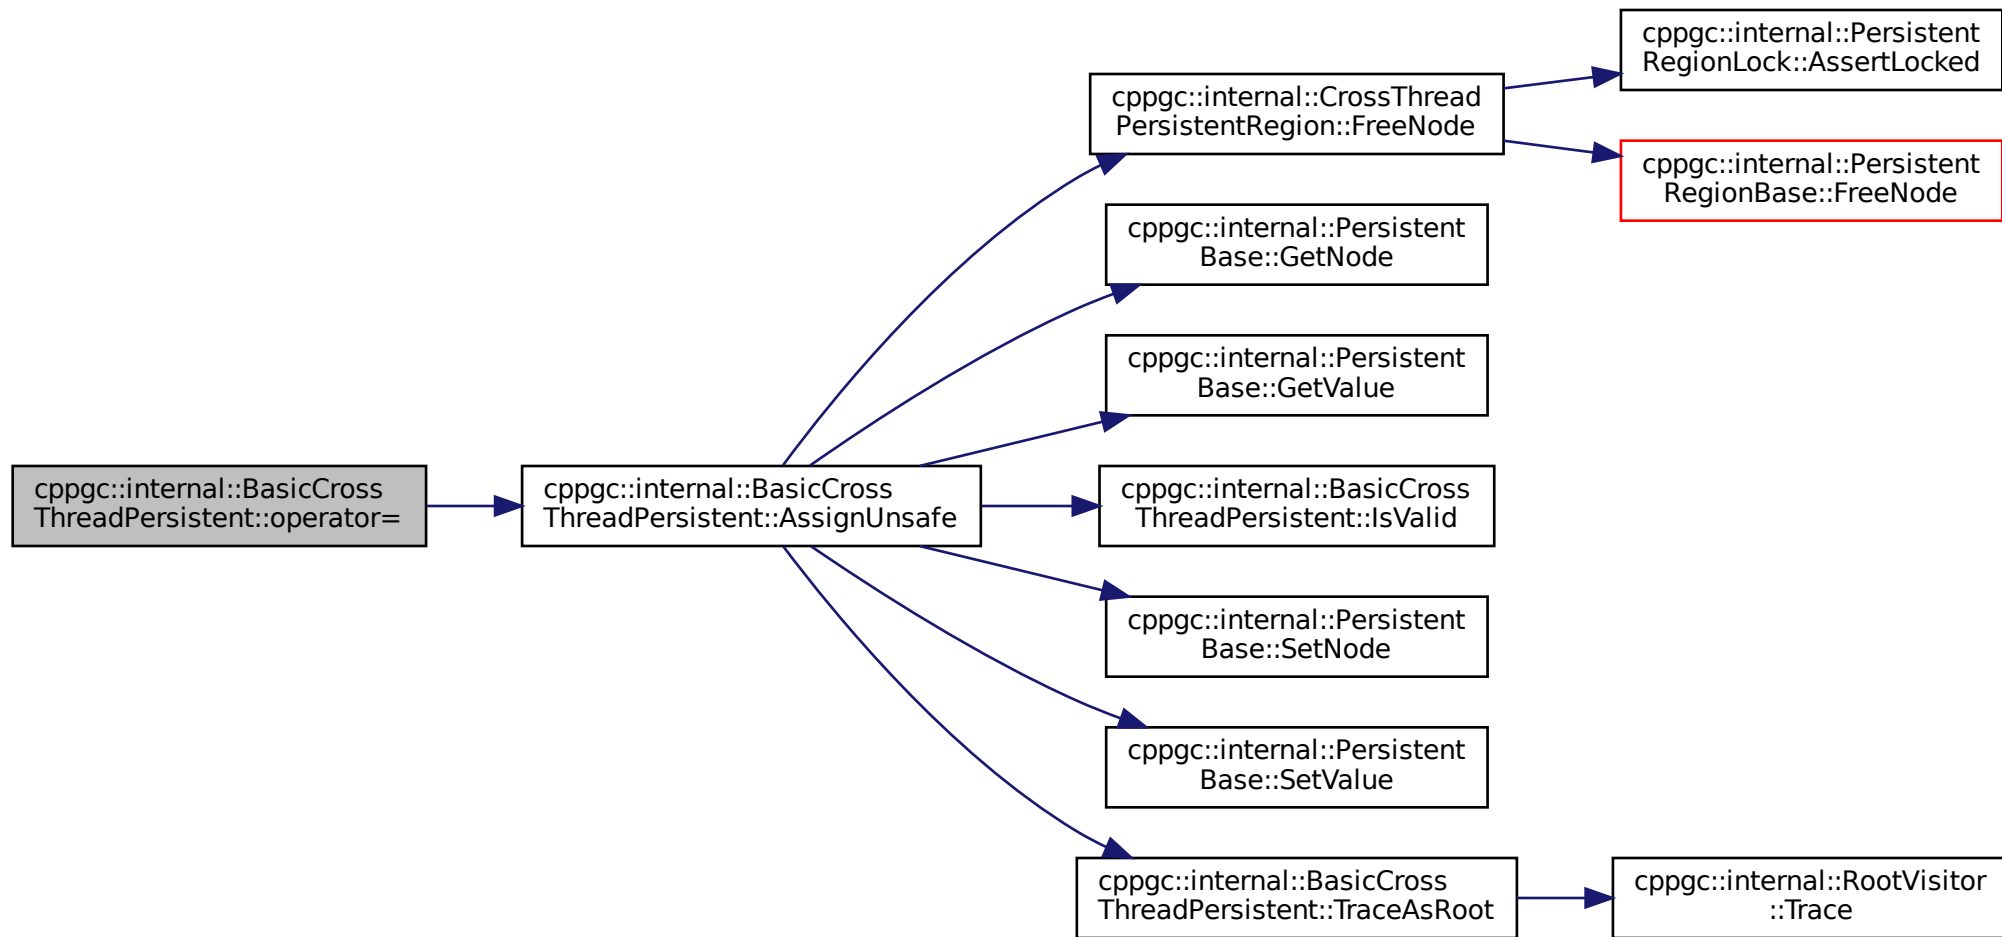 cppgc::internal::BasicCross
ThreadPersistent::operator=
cppgc::internal::BasicCross
ThreadPersistent::AssignUnsafe
cppgc::internal::CrossThread
PersistentRegion::FreeNode
cppgc::internal::Persistent
RegionLock::AssertLocked
cppgc::internal::Persistent
RegionBase::FreeNode
cppgc::internal::Persistent
Base::GetNode
cppgc::internal::Persistent
Base::GetValue
cppgc::internal::BasicCross
ThreadPersistent::IsValid
cppgc::internal::Persistent
Base::SetNode
cppgc::internal::Persistent
Base::SetValue
cppgc::internal::BasicCross
ThreadPersistent::TraceAsRoot
cppgc::internal::RootVisitor
::Trace